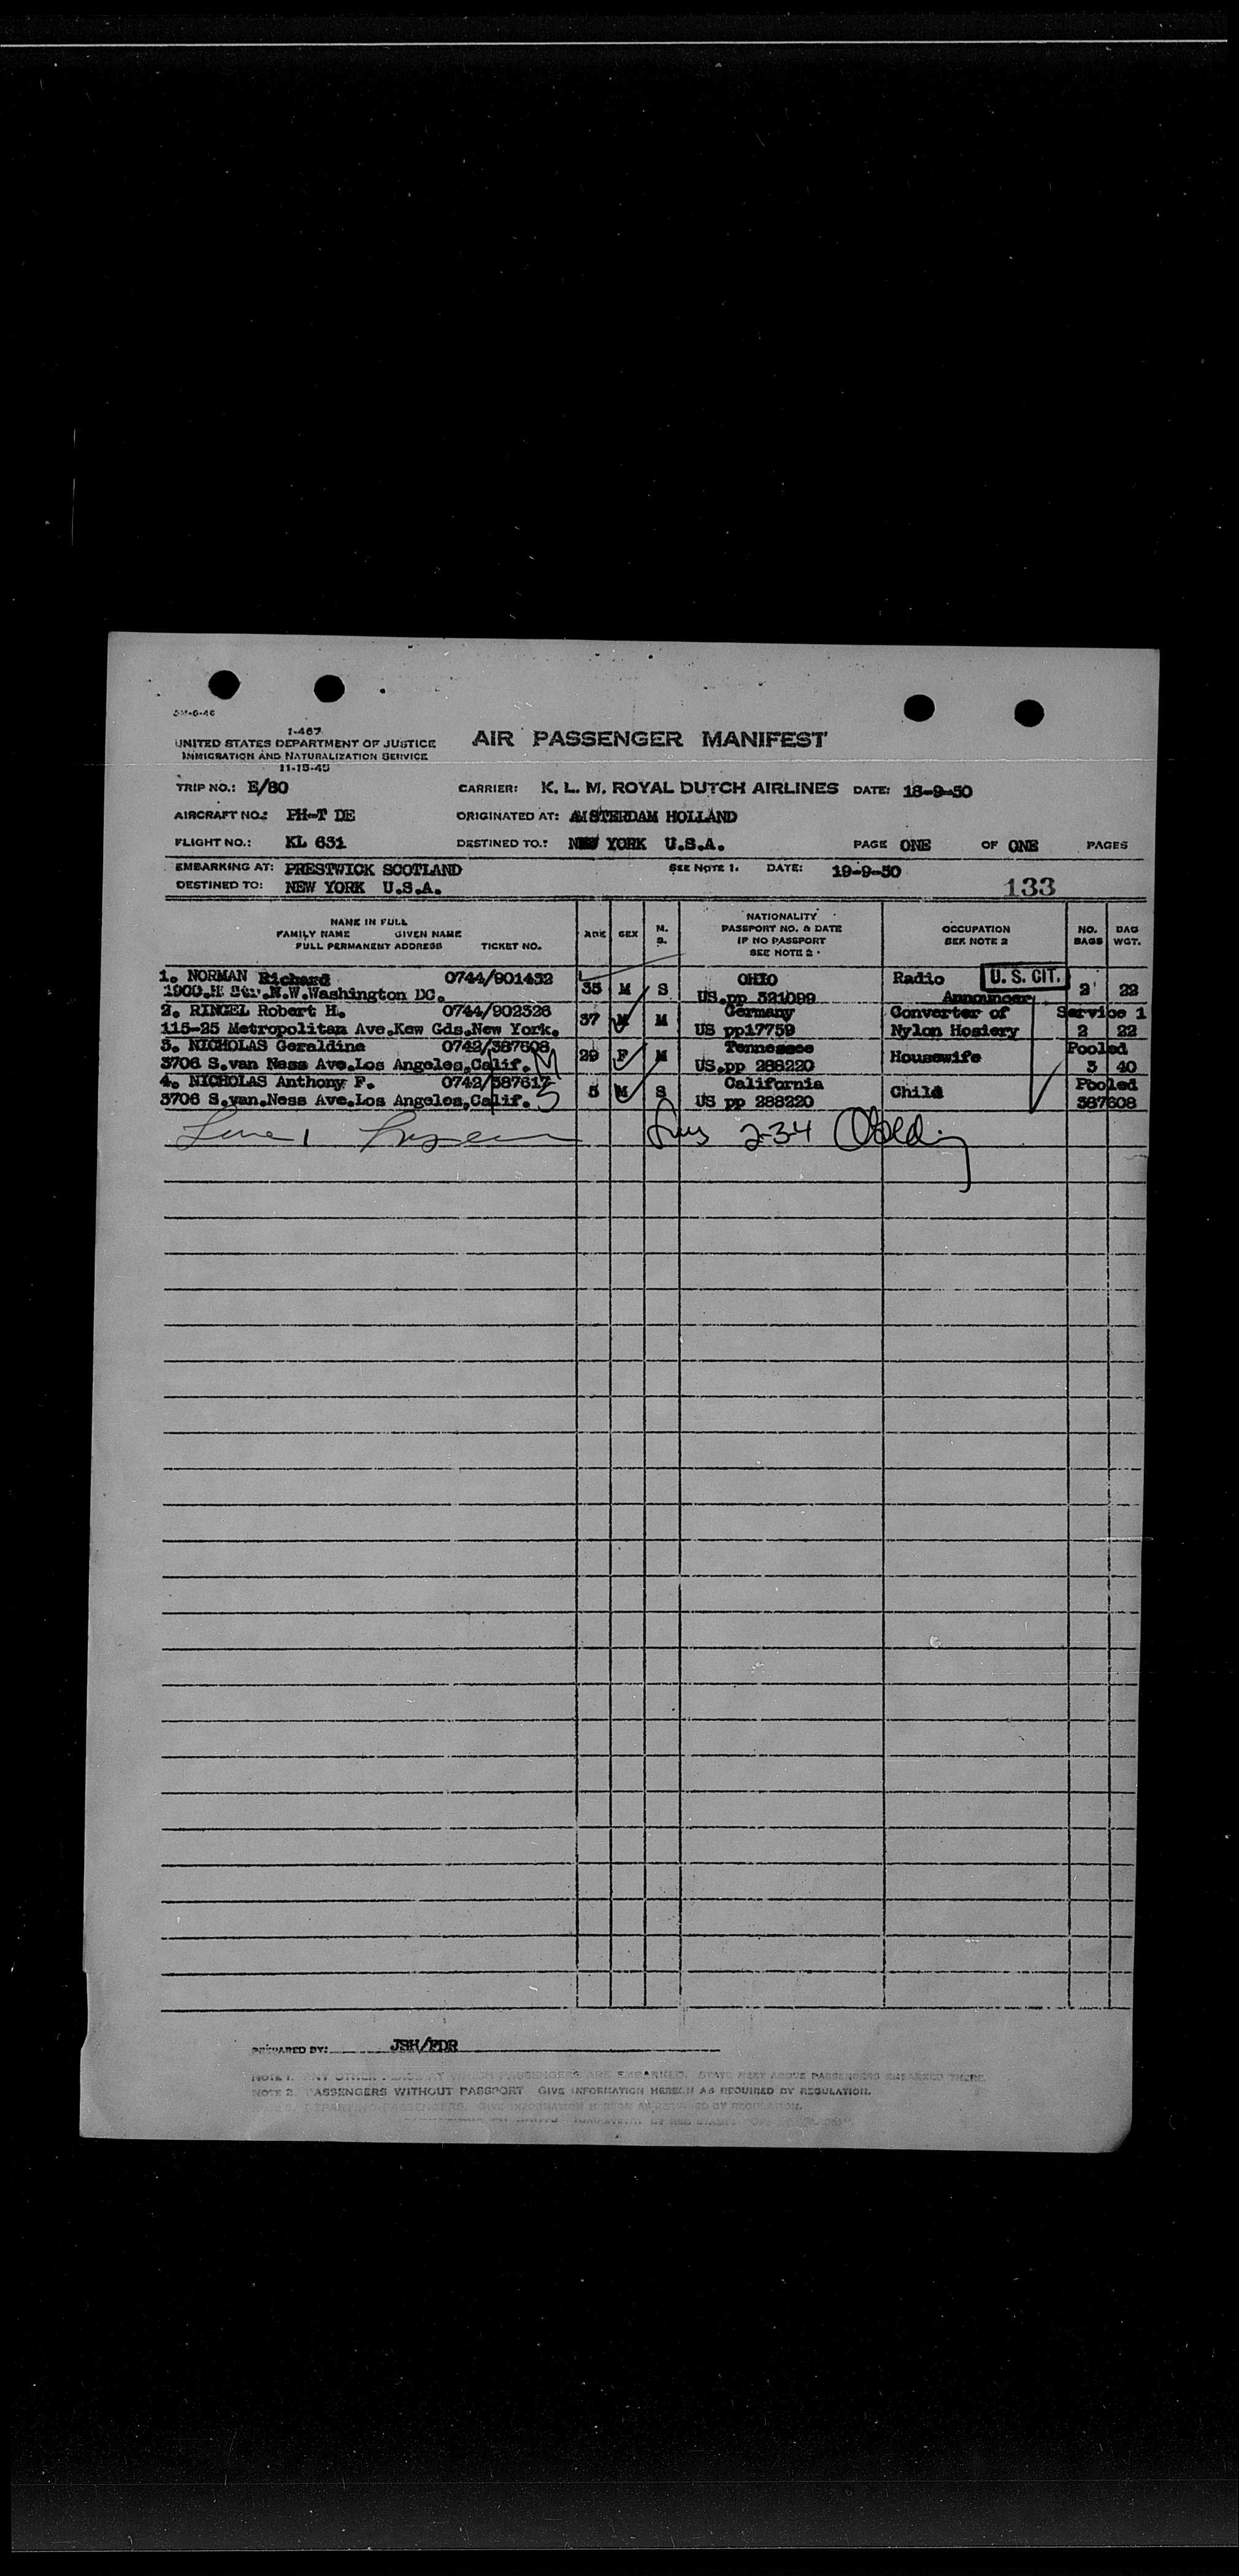 1-467
UNITED STATES DEPARTMENT OF JUSTICE
IMMIGRATION AND NATURALIZATION SERVICE
11-15-45
AIR PASSENGER MANIFEST
TRIP NO.: E/80 CARRIER: K. L. M. ROYAL DUTCH AIRLINES DATE: 18-9-50
AIRCRAFT NO.: PH-T DE ORIGINATED AT: AMSTERDAM HOLLAND
FLIGHT NO.: KL 631 DESTINED TO.: NEW YORK U.S.A. PAGE ONE OF ONE PAGES
EMBARKING AT: PRESTWICK SCOTLAND SEE NOTE 1. DATE: 19-9-50
DESTINED TO: NEW YORK U.S.A. 133
NAME IN FULL
FAMILY NAME GIVEN NAME
FULL PERMANENT ADDRESS TICKET NO.
AGE SEX M. S.
NATIONALITY
PASSPORT NO. & DATE
IF NO PASSPORT
SEE NOTE 2
OCCUPATION
SEE NOTE 2
NO. BAGS
BAG WGT.
1. NORMAN Richard 0744/901432 OHIO Radio U. S. CIT.
N.W.Washington DC. 35 M S US.pp 321099 Announcer 2 22
2. RINGEL Robert H. 0744/902526 Germany Converter of Service 1
115-25 Metropolitan Ave.Kew Gds.New York. 37 M M US pp17759 Nylon Hosiery 2 22
3. NICHOLAS Geraldine 0742/387608 Tennessee Pooled
3706 S.van Ness Ave.Los Angeles,Calif. 29 F M US.pp 288220 Housewife 3 40
4. NICHOLAS Anthony F. 0742/387617 California Pooled
3706 S.van.Ness Ave.Los Angeles,Calif. 5 M S US pp 288220 Child 387608
Line 1 2-34
PREPARED BY: JSH/FDR
NOTE 2. PASSENGERS WITHOUT PASSPORT GIVE INFORMATION HEREON AS REQUIRED BY REGULATION.